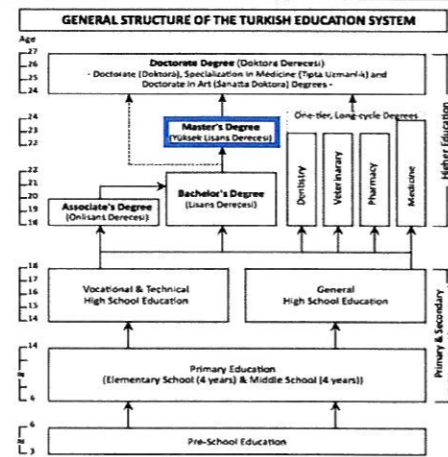 GENERAL STRUCTURE OF THE TURKISH EDUCATION SYSTEM
Age
27
26
25
24
Doctorate Degree (Doktora Derecesi)
- Doctorate (Doktora), Specialization in Medicine (Tıpta Uzmanlık) and
Doctorate in Art (Sanatta Doktora) Degrees -
24
23
22
Master's Degree
(Yüksek Lisans Derecesi)
One-tier, Long-cycle Degrees
22
21
20
19
18
Associate's Degree
(Önlisans Derecesi)
Bachelor's Degree
(Lisans Derecesi)
Dentistry
Veterinarary
Pharmacy
Medicine
Higher Education
18
17
16
15
14
Vocational & Technical
High School Education
General
High School Education
14
6
Primary Education
(Elementary School (4 years) & Middle School (4 years))
Primary & Secondary
6
3
Pre-School Education